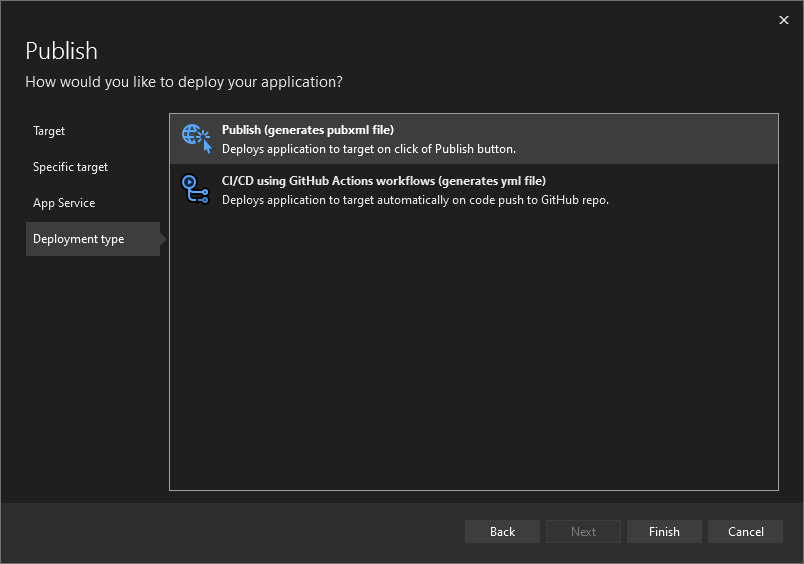 Publish
How would you like to deploy your application?
Target
Specific target
App Service
Deployment type
Publish (generates pubxml file)
Deploys application to target on click of Publish button.
CI/CD using GitHub Actions workflows (generates yml file)
Deploys application to target automatically on code push to GitHub repo.
Back
Next
Finish
Cancel